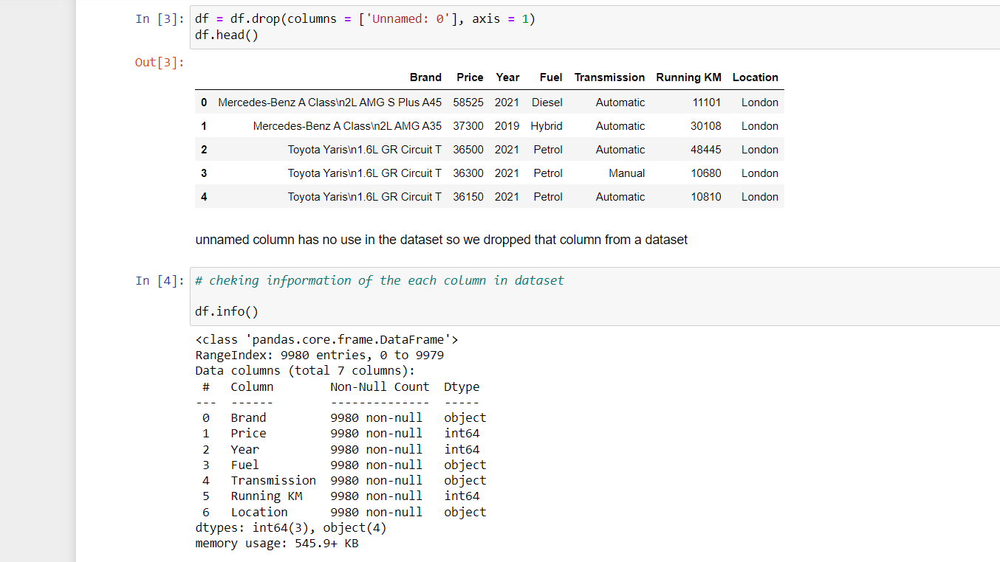 In [3]: df = df.drop(columns = ['Unnamed: 0'], axis = 1)
df.head()
Out[3]:
Brand Price Year Fuel Transmission Running KM Location
0 Mercedes-Benz A Class\n2L AMG S Plus A45 58525 2021 Diesel Automatic 11101 London
1 Mercedes-Benz A Class\n2L AMG A35 37300 2019 Hybrid Automatic 30108 London
2 Toyota Yaris\n1.6L GR Circuit T 36500 2021 Petrol Automatic 48445 London
3 Toyota Yaris\n1.6L GR Circuit T 36300 2021 Petrol Manual 10680 London
4 Toyota Yaris\n1.6L GR Circuit T 36150 2021 Petrol Automatic 10810 London
unnamed column has no use in the dataset so we dropped that column from a dataset
In [4]: # cheking infpormation of the each column in dataset
df.info()
<class 'pandas.core.frame.DataFrame'>
RangeIndex: 9980 entries, 0 to 9979
Data columns (total 7 columns):
# Column Non-Null Count Dtype
--- ------ -------------- -----
0 Brand 9980 non-null object
1 Price 9980 non-null int64
2 Year 9980 non-null int64
3 Fuel 9980 non-null object
4 Transmission 9980 non-null object
5 Running KM 9980 non-null int64
6 Location 9980 non-null object
dtypes: int64(3), object(4)
memory usage: 545.9+ KB